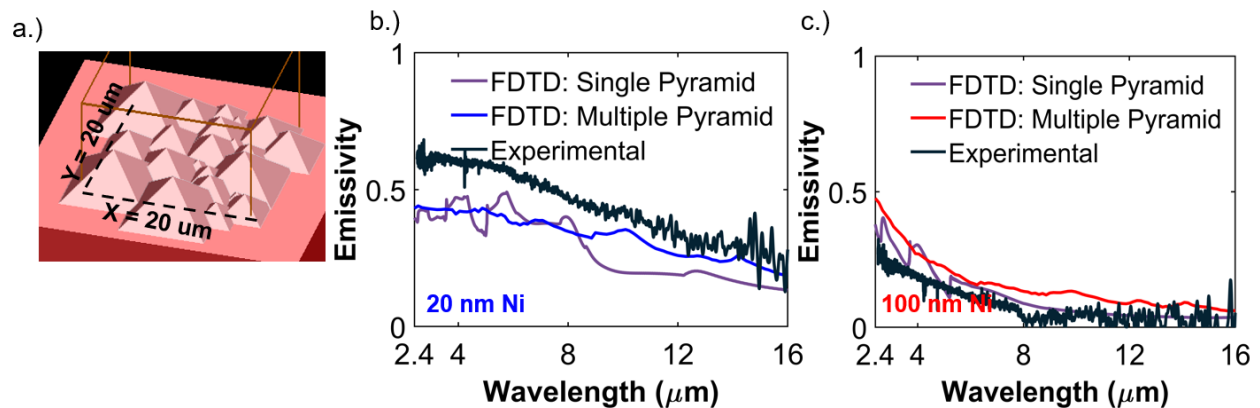 a.)
Y = 20 um
X = 20 um
b.)
Emissivity
1
0.5
0
FDTD: Single Pyramid
FDTD: Multiple Pyramid
Experimental
20 nm Ni
2.4 4 8 12 16
Wavelength (μm)
c.)
Emissivity
1
0.5
0
FDTD: Single Pyramid
FDTD: Multiple Pyramid
Experimental
100 nm Ni
2.4 4 8 12 16
Wavelength (μm)